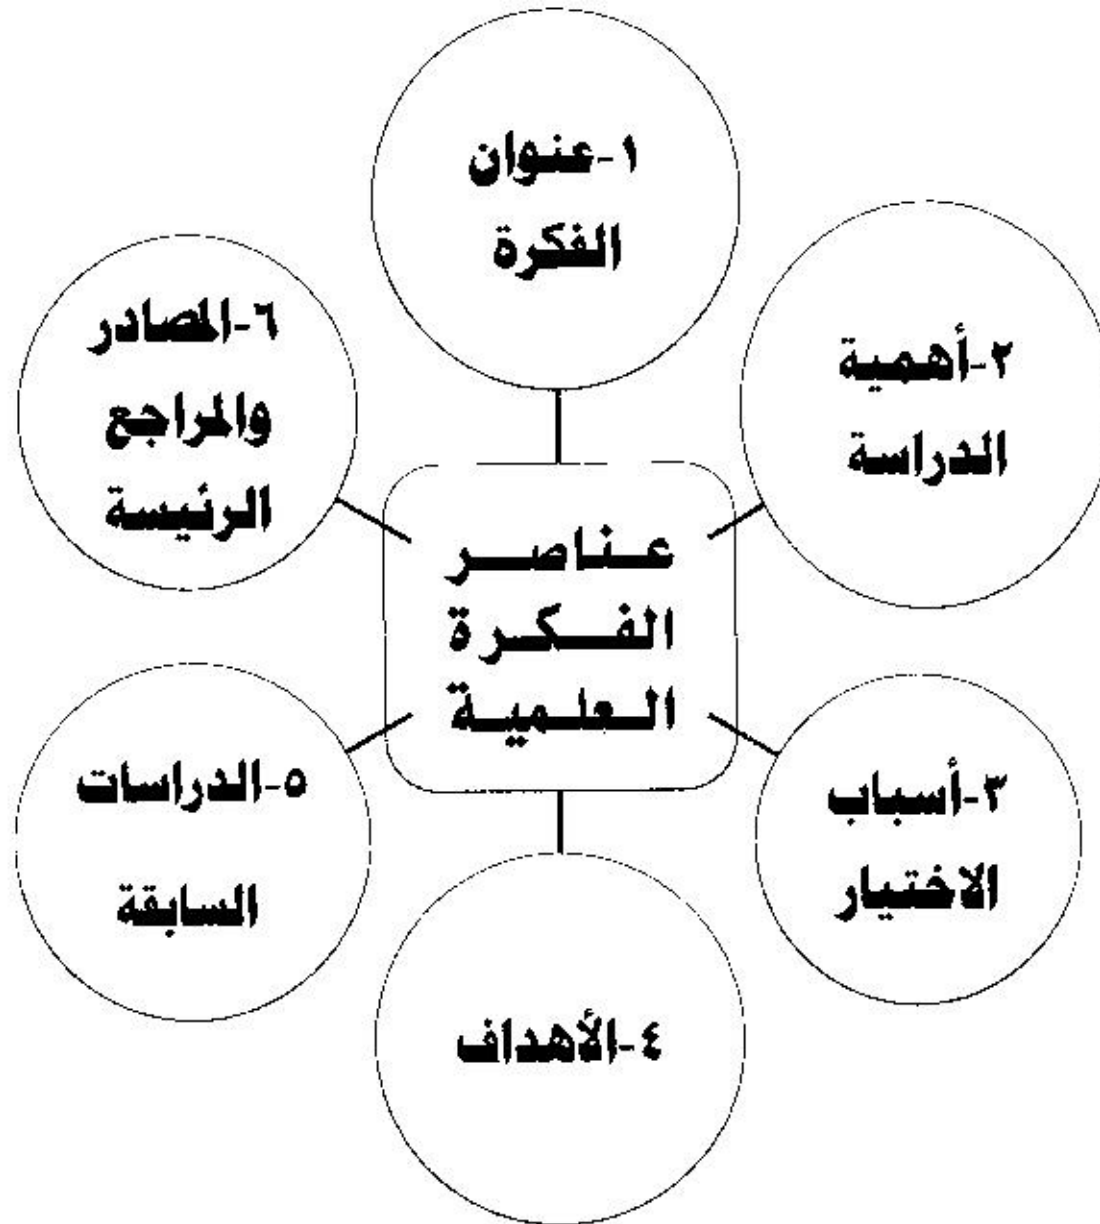 عناصر
الفكرة
العلمية
١-عنوان
الفكرة
٢-أهمية
الدراسة
٣-أسباب
الاختيار
٤-الأهداف
٥-الدراسات
السابقة
٦-المصادر
والمراجع
الرئيسة